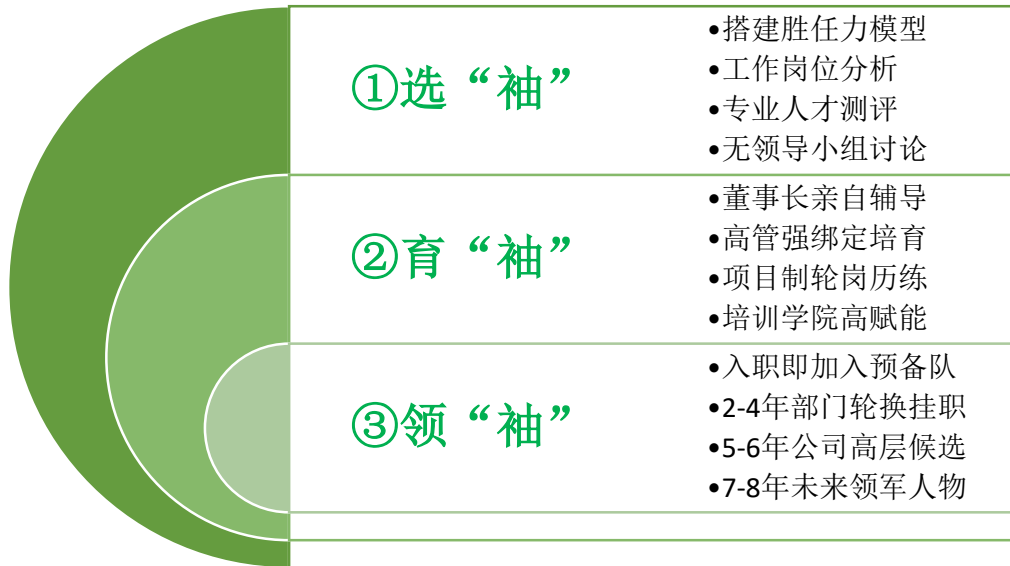 ①选“袖”
•搭建胜任力模型
•工作岗位分析
•专业人才测评
•无领导小组讨论
②育“袖”
•董事长亲自辅导
•高管强绑定培育
•项目制轮岗历练
•培训学院高赋能
③领“袖”
•入职即加入预备队
•2-4年部门轮换挂职
•5-6年公司高层候选
•7-8年未来领军人物